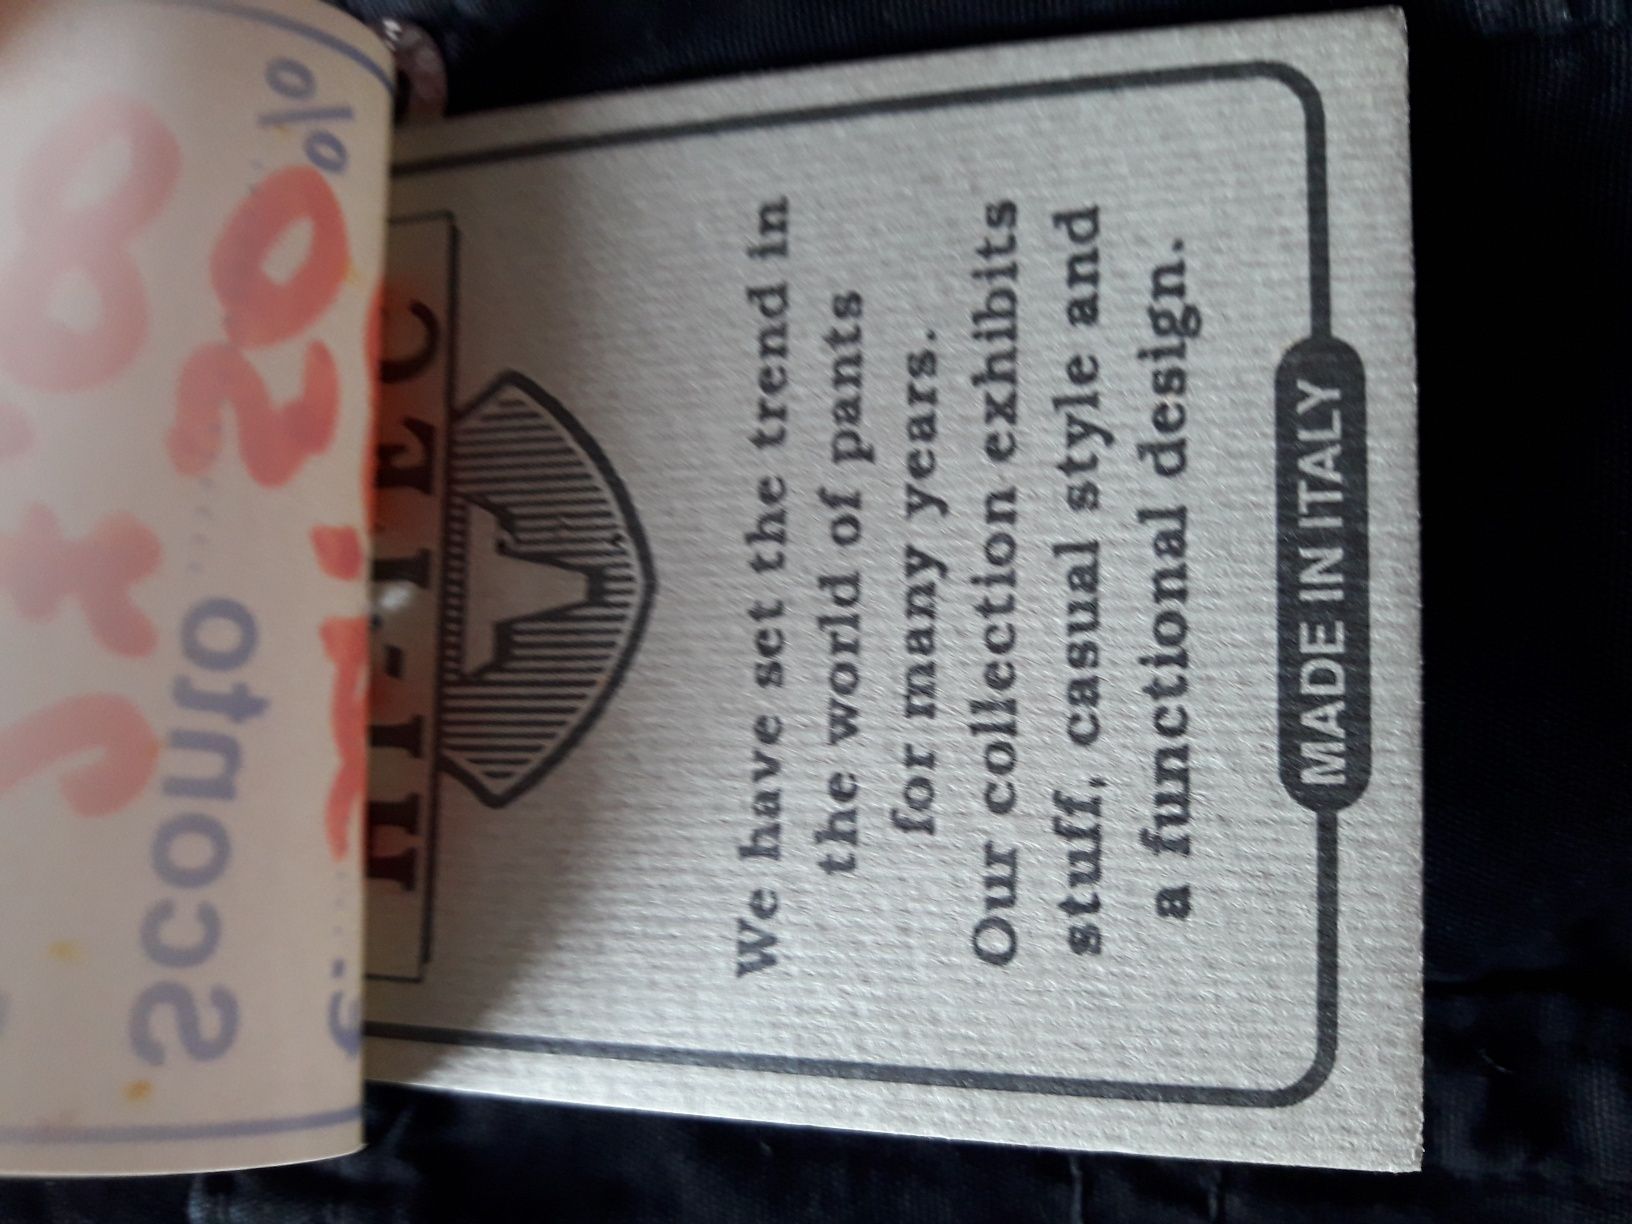 Sconto
%
We have set the trend in
the world of pants
for many years.
Our collection exhibits
stuff, casual style and
a functional design.
MADE IN ITALY